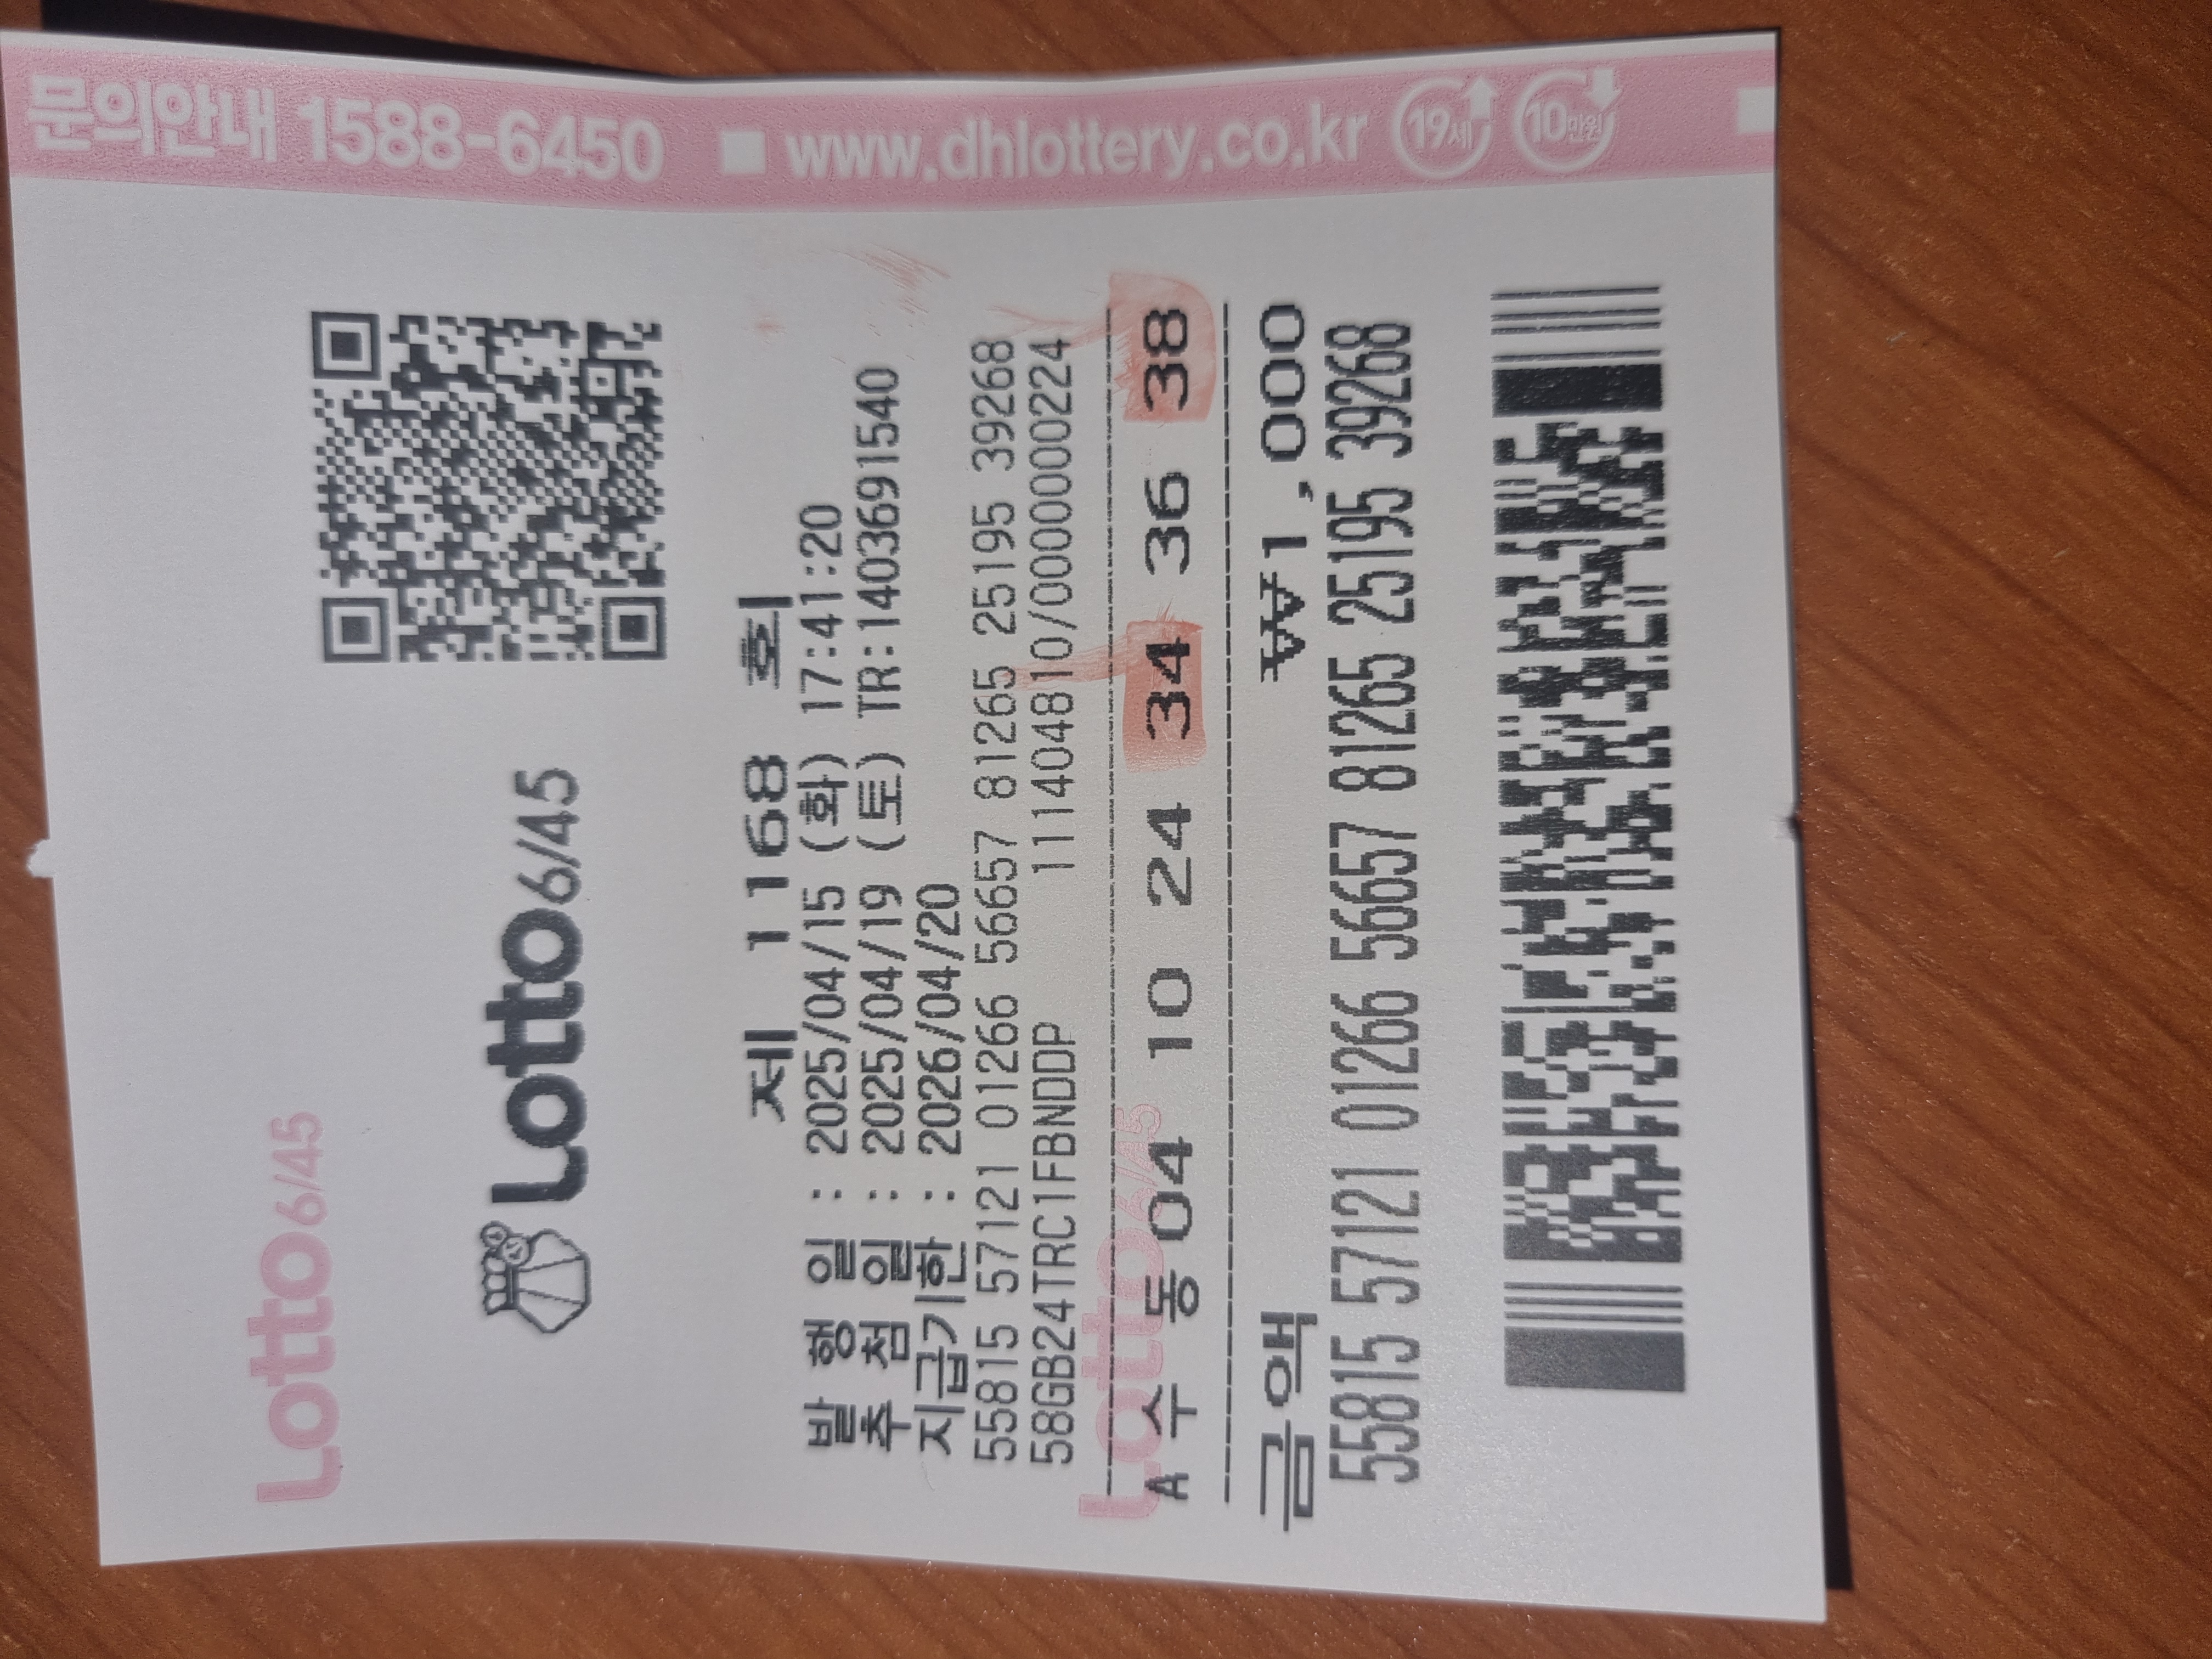 Lotto6/45
Lotto6/45
제 1168 회
발 행 일 : 2025/04/15 (화) 17:41:20
추 첨 일 : 2025/04/19 (토) TR:1403691540
지급기한 : 2026/04/20
55815 57121 01266 56657 81265 25195 39268
58GB24TRC1FBNDDP 111404810/0000000224
Lotto6/45
A 수 동 04 10 24 34 36 38
금액 ₩1,000
55815 57121 01266 56657 81265 25195 39268
문의안내 1588-6450 ■ www.dhlottery.co.kr 19세 10만원